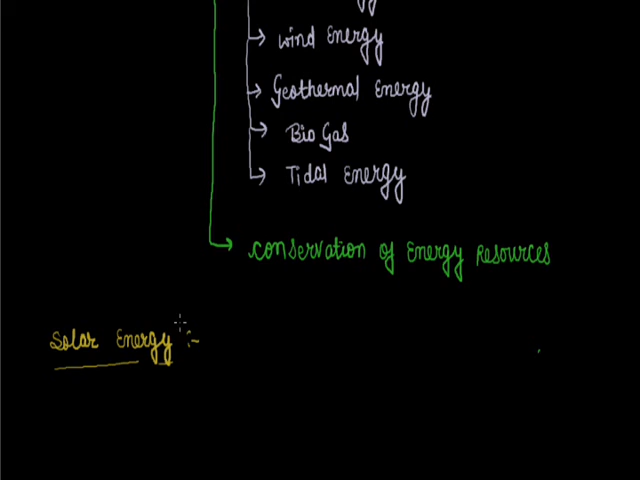 Wind Energy
Geothermal Energy
Bio Gas
Tidal Energy
Conservation of Energy Resources
Solar Energy :-